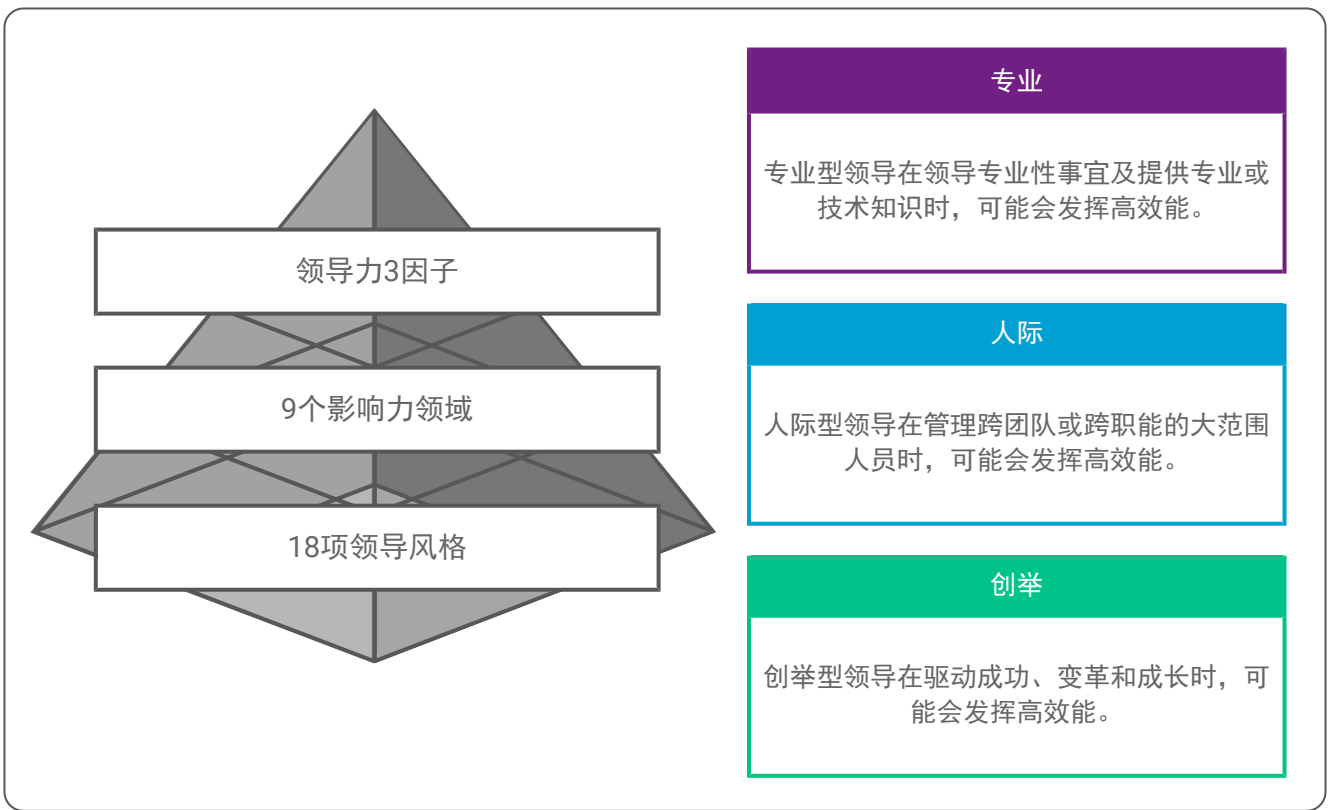 领导力3因子
9个影响力领域
18项领导风格
专业
专业型领导在领导专业性事宜及提供专业或
技术知识时，可能会发挥高效能。
人际
人际型领导在管理跨团队或跨职能的大范围
人员时，可能会发挥高效能。
创举
创举型领导在驱动成功、变革和成长时，可
能会发挥高效能。